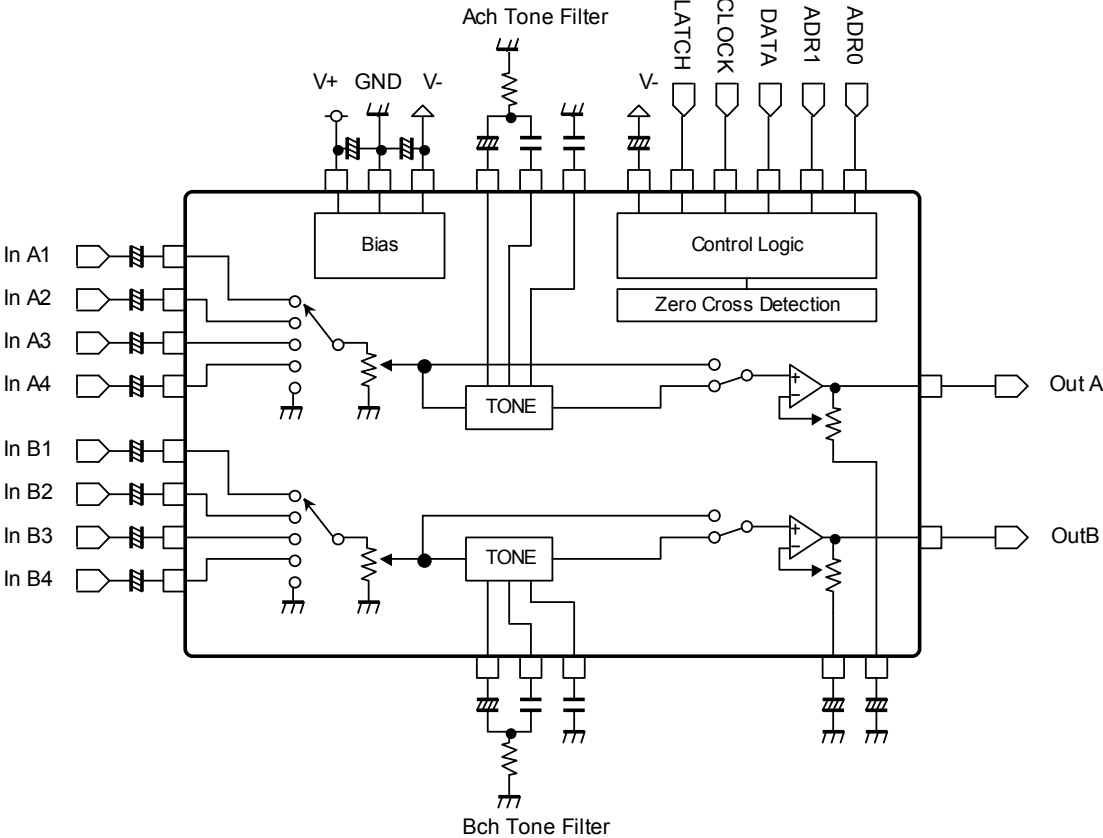 Ach Tone Filter
LATCH
CLOCK
DATA
ADR1
ADR0
V+ GND V-
V-
Bias
Control Logic
Zero Cross Detection
In A1
In A2
In A3
In A4
TONE
+
-
Out A
In B1
In B2
In B3
In B4
TONE
+
-
OutB
Bch Tone Filter